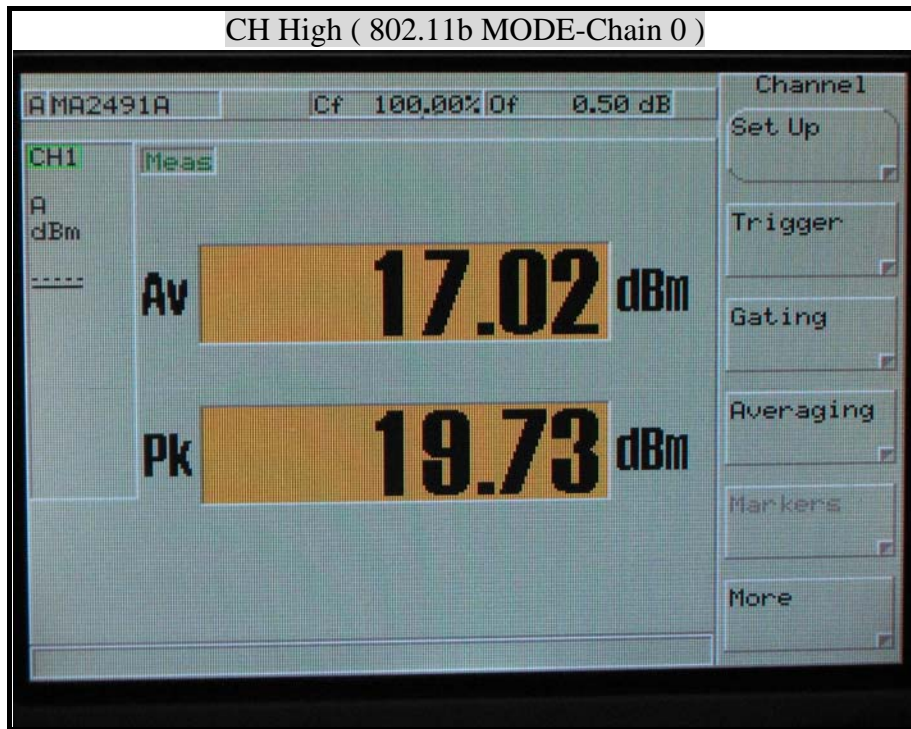 CH High ( 802.11b MODE-Chain 0 )
A MA2491A Cf 100.00% Of 0.50 dB
CH1
Meas
A
dBm
-----
Av 17.02 dBm
Pk 19.73 dBm
Channel
Set Up
Trigger
Gating
Averaging
Markers
More